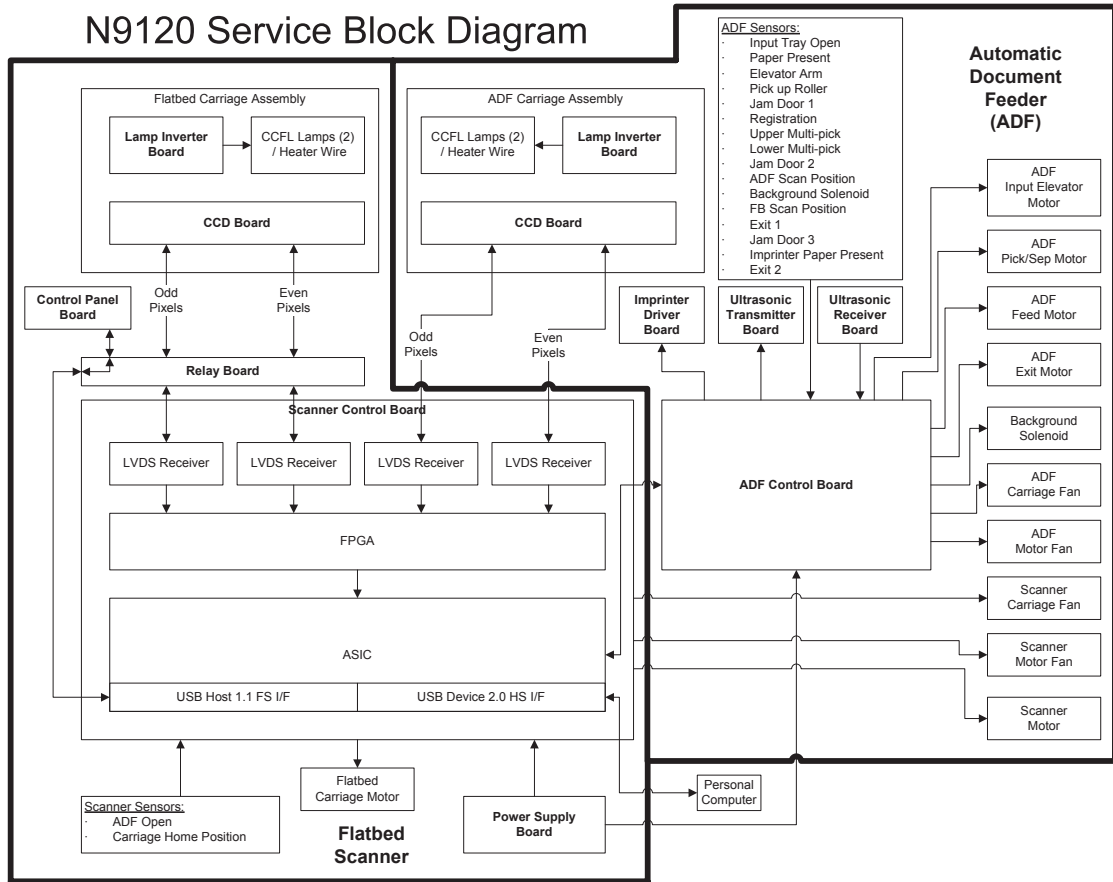 N9120 Service Block Diagram
Flatbed Carriage Assembly
Lamp Inverter
Board
CCFL Lamps (2)
/ Heater Wire
CCD Board
Control Panel
Board
Odd
Pixels
Even
Pixels
Relay Board
ADF Carriage Assembly
CCFL Lamps (2)
/ Heater Wire
Lamp Inverter
Board
CCD Board
Odd
Pixels
Even
Pixels
Scanner Control Board
LVDS Receiver
LVDS Receiver
LVDS Receiver
LVDS Receiver
FPGA
ASIC
USB Host 1.1 FS I/F
USB Device 2.0 HS I/F
Scanner Sensors:
· ADF Open
· Carriage Home Position
Flatbed
Carriage Motor
Flatbed
Scanner
Power Supply
Board
Personal
Computer
ADF Sensors:
· Input Tray Open
· Paper Present
· Elevator Arm
· Pick up Roller
· Jam Door 1
· Registration
· Upper Multi-pick
· Lower Multi-pick
· Jam Door 2
· ADF Scan Position
· Background Solenoid
· FB Scan Position
· Exit 1
· Jam Door 3
· Imprinter Paper Present
· Exit 2
Automatic
Document
Feeder
(ADF)
Imprinter
Driver
Board
Ultrasonic
Transmitter
Board
Ultrasonic
Receiver
Board
ADF Control Board
ADF
Input Elevator
Motor
ADF
Pick/Sep Motor
ADF
Feed Motor
ADF
Exit Motor
Background
Solenoid
ADF
Carriage Fan
ADF
Motor Fan
Scanner
Carriage Fan
Scanner
Motor Fan
Scanner
Motor